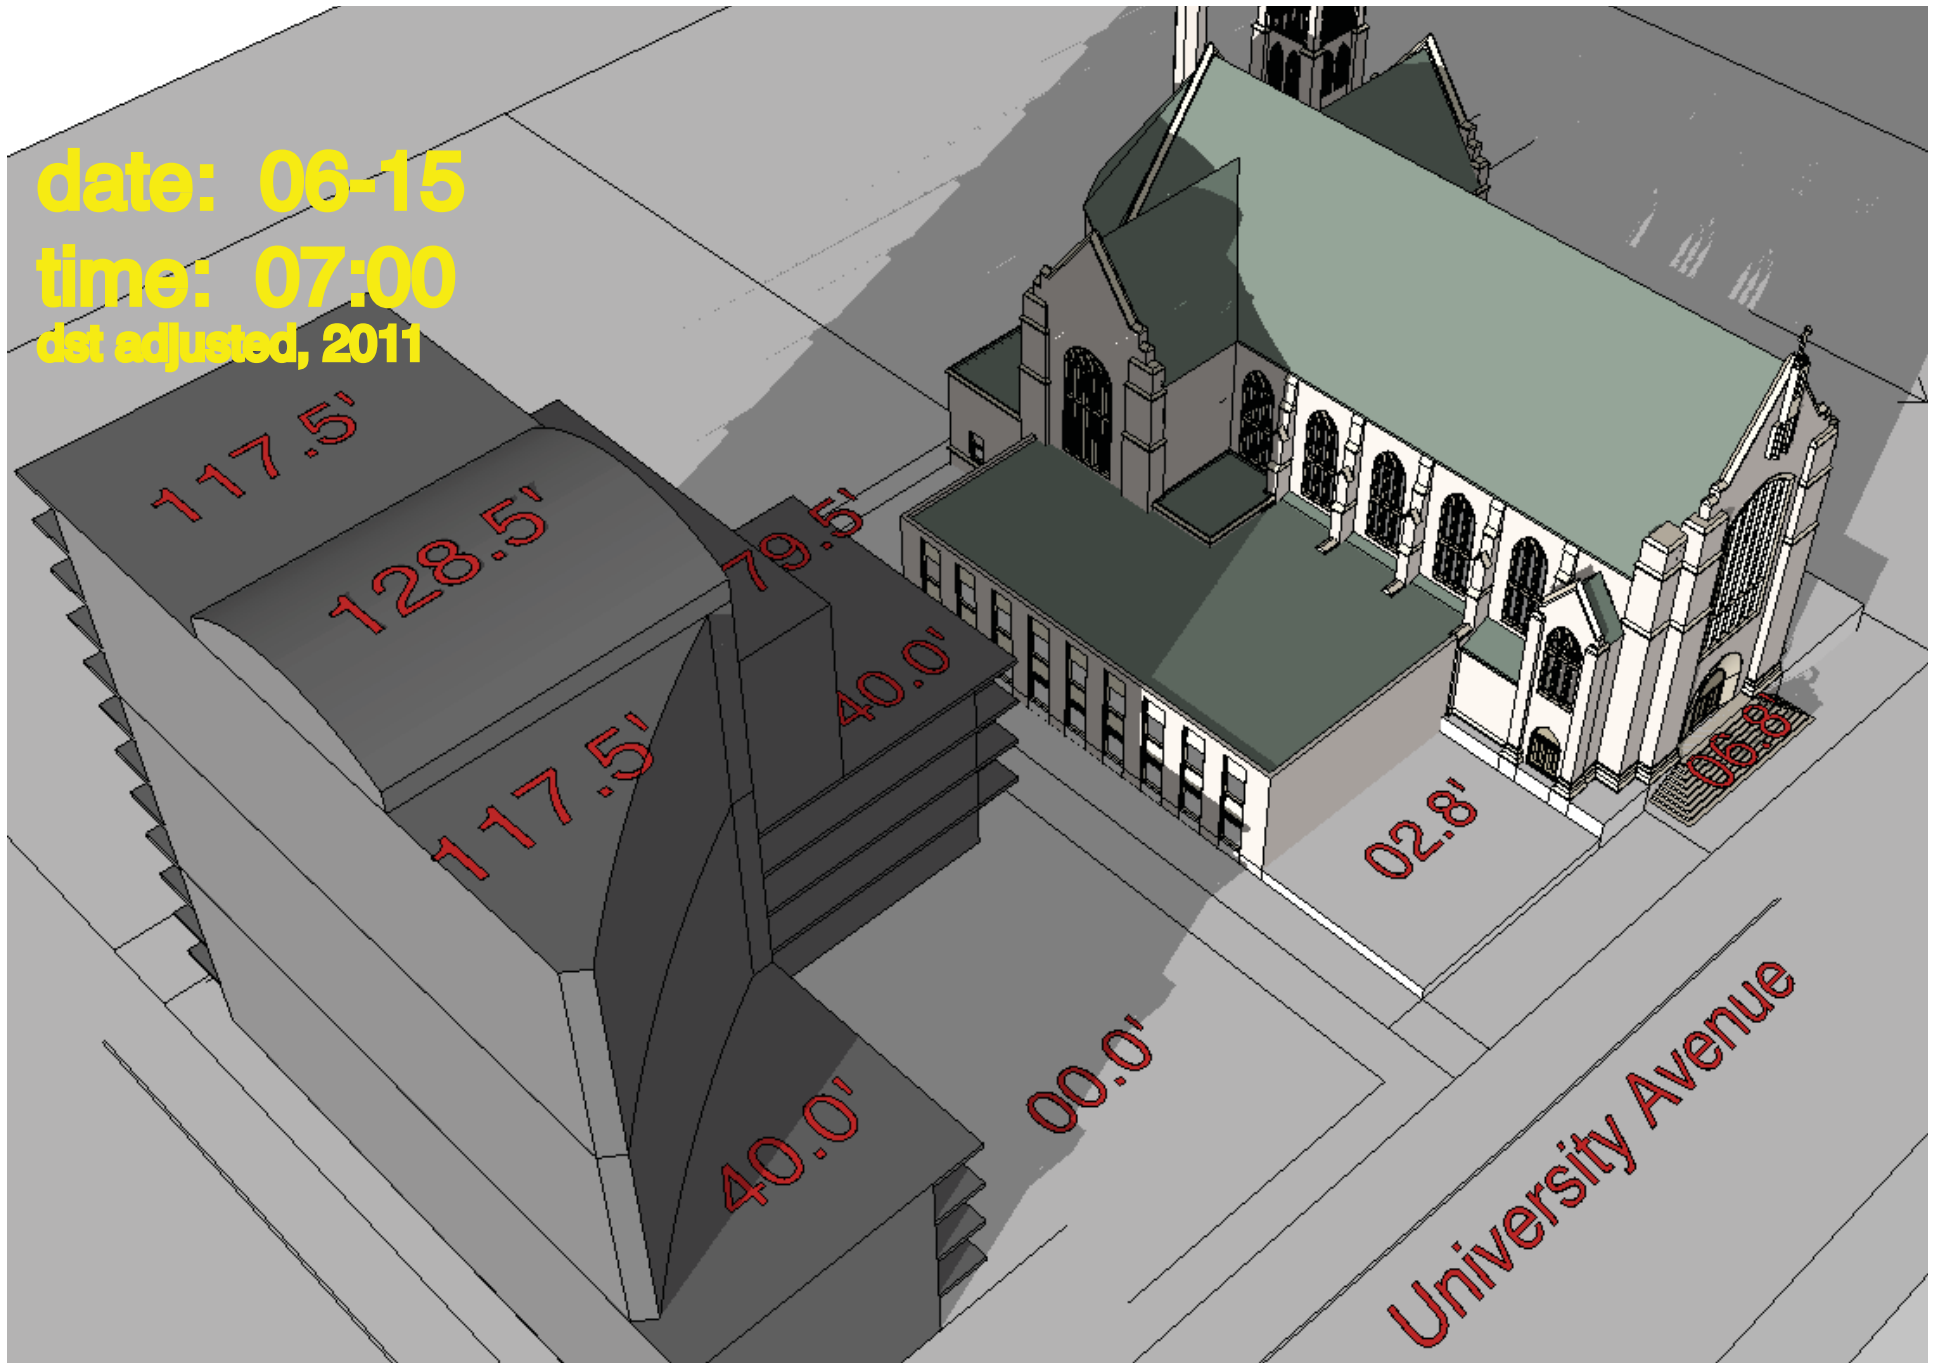 date: 06-15
time: 07:00
dst adjusted, 2011
117.5'
128.5'
79.5'
117.5'
40.0'
06.8'
02.8'
00.0'
40.0'
University Avenue